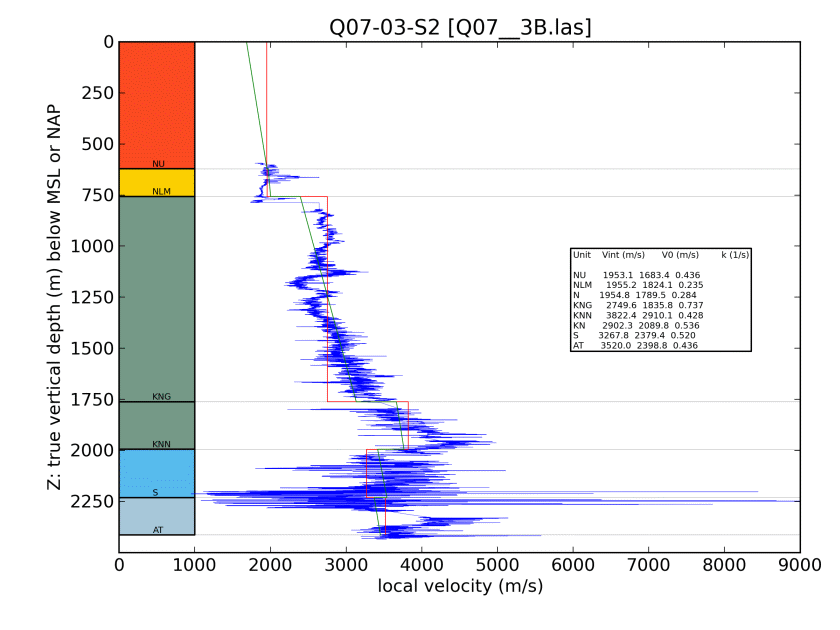 Q07-03-S2 [Q07__3B.las]
0
250
500
750
1000
1250
1500
1750
2000
2250
Z: true vertical depth (m) below MSL or NAP
NU
NLM
KNG
KNN
S
AT
Unit Vint (m/s) V0 (m/s) k (1/s)
NU 1953.1 1683.4 0.436
NLM 1955.2 1824.1 0.235
N 1954.8 1789.5 0.284
KNG 2749.6 1835.8 0.737
KNN 3822.4 2910.1 0.428
KN 2902.3 2089.8 0.536
S 3267.8 2379.4 0.520
AT 3520.0 2398.8 0.436
0 1000 2000 3000 4000 5000 6000 7000 8000 9000
local velocity (m/s)